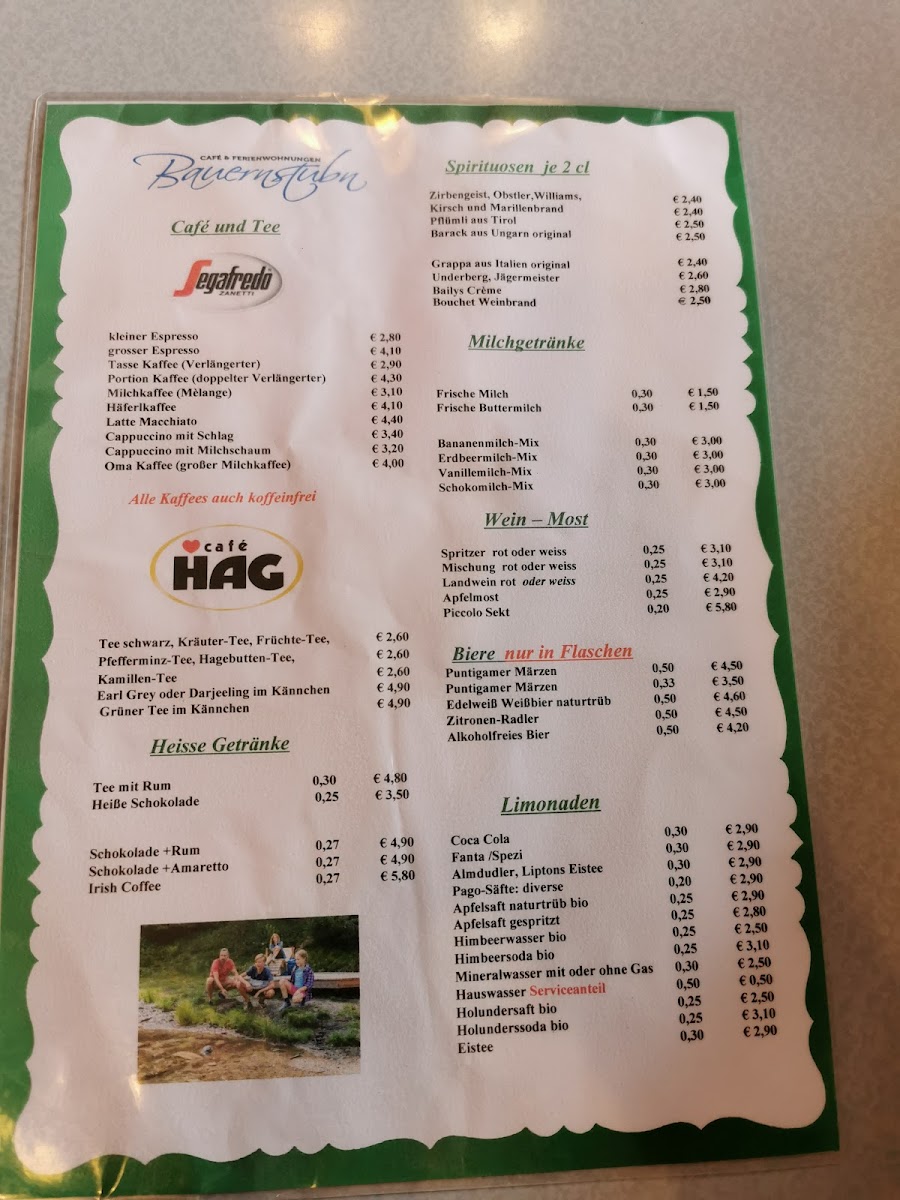 CAFÉ & FERIENWOHNUNGEN
Bauernstubn
Café und Tee
Segafredo
ZANETTI
kleiner Espresso € 2,80
grosser Espresso € 4,10
Tasse Kaffee (Verlängerter) € 2,90
Portion Kaffee (doppelter Verlängerter) € 4,30
Milchkaffee (Mèlange) € 3,10
Häferlkaffee € 4,10
Latte Macchiato € 4,40
Cappuccino mit Schlag € 3,40
Cappuccino mit Milchschaum € 3,20
Oma Kaffee (großer Milchkaffee) € 4,00
Alle Kaffees auch koffeinfrei
café
HAG
Tee schwarz, Kräuter-Tee, Früchte-Tee, € 2,60
Pfefferminz-Tee, Hagebutten-Tee, € 2,60
Kamillen-Tee € 2,60
Earl Grey oder Darjeeling im Kännchen € 4,90
Grüner Tee im Kännchen € 4,90
Heisse Getränke
Tee mit Rum 0,30 € 4,80
Heiße Schokolade 0,25 € 3,50
Schokolade +Rum 0,27 € 4,90
Schokolade +Amaretto 0,27 € 4,90
Irish Coffee 0,27 € 5,80
Spirituosen je 2 cl
Zirbengeist, Obstler,Williams, € 2,40
Kirsch und Marillenbrand € 2,40
Pflümli aus Tirol € 2,50
Barack aus Ungarn original € 2,50
Grappa aus Italien original € 2,40
Underberg, Jägermeister € 2,60
Bailys Crème € 2,80
Bouchet Weinbrand € 2,50
Milchgetränke
Frische Milch 0,30 € 1,50
Frische Buttermilch 0,30 € 1,50
Bananenmilch-Mix 0,30 € 3,00
Erdbeermilch-Mix 0,30 € 3,00
Vanillemilch-Mix 0,30 € 3,00
Schokomilch-Mix 0,30 € 3,00
Wein – Most
Spritzer rot oder weiss 0,25 € 3,10
Mischung rot oder weiss 0,25 € 3,10
Landwein rot oder weiss 0,25 € 4,20
Apfelmost 0,25 € 2,90
Piccolo Sekt 0,20 € 5,80
Biere nur in Flaschen
Puntigamer Märzen 0,50 € 4,50
Puntigamer Märzen 0,33 € 3,50
Edelweiß Weißbier naturtrüb 0,50 € 4,60
Zitronen-Radler 0,50 € 4,50
Alkoholfreies Bier 0,50 € 4,20
Limonaden
Coca Cola 0,30 € 2,90
Fanta /Spezi 0,30 € 2,90
Almdudler, Liptons Eistee 0,30 € 2,90
Pago-Säfte: diverse 0,20 € 2,90
Apfelsaft naturtrüb bio 0,25 € 2,90
Apfelsaft gespritzt 0,25 € 2,80
Himbeerwasser bio 0,25 € 2,50
Himbeersoda bio 0,25 € 3,10
Mineralwasser mit oder ohne Gas 0,30 € 2,50
Hauswasser Serviceanteil 0,50 € 0,50
Holundersaft bio 0,25 € 2,50
Holunderssoda bio 0,25 € 3,10
Eistee 0,30 € 2,90